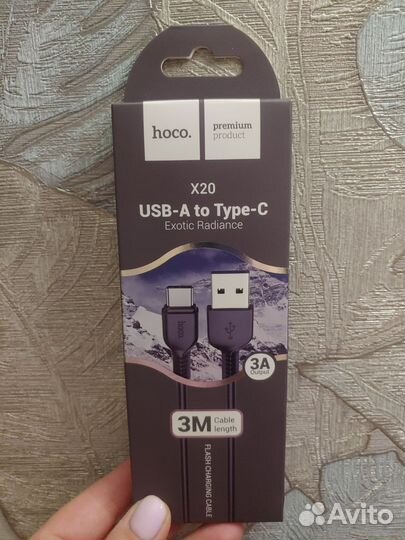 hoco.
premium
product
X20
USB-A to Type-C
Exotic Radiance
hoco.
3A
Output
3M
Cable
length
FLASH CHARGING CABLE
Avito